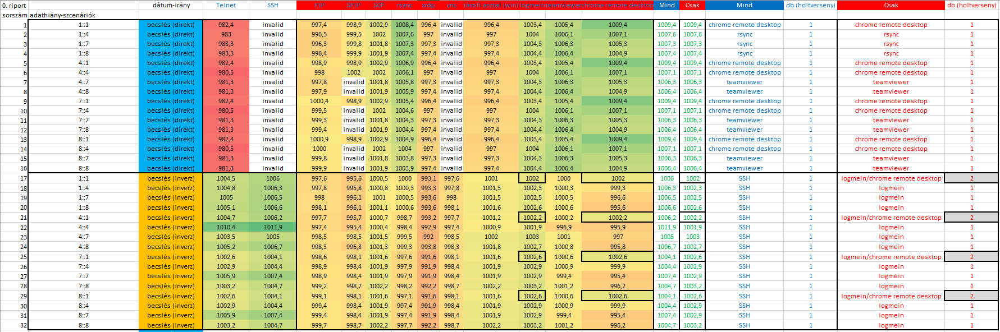 0. riport dátum-irány Telnet SSH FTP SFTP SCP rsync xrdp vnc távoli asztal (win) logmein teamviewer chrome remote desktop Mind Csak Mind db (holtverseny) Csak db (holtverseny)
sorszám adathiány-szcenáriók
1 1::1 becslés (direkt) 982,4 invalid 997,4 998,9 1002,9 1008,4 996,4 invalid 996,4 1003,4 1005,4 1009,4 1009,4 1009,4 chrome remote desktop 1 chrome remote desktop 1
2 1::4 becslés (direkt) 983 invalid 996,5 999,5 1002 1007,6 997 invalid 997 1004 1006,1 1007,1 1007,6 1007,6 rsync 1 rsync 1
3 1::7 becslés (direkt) 983,3 invalid 996,3 999,8 1001,8 1007,3 997,3 invalid 997,3 1004,3 1006,3 1005,3 1007,3 1007,3 rsync 1 rsync 1
4 1::8 becslés (direkt) 983,3 invalid 996,4 999,9 1001,9 1007,4 997,4 invalid 997,4 1004,4 1006,4 1004,9 1007,4 1007,4 rsync 1 rsync 1
5 4::1 becslés (direkt) 982,4 invalid 998,9 998,9 1002,9 1006,9 996,4 invalid 996,4 1003,4 1005,4 1009,4 1009,4 1009,4 chrome remote desktop 1 chrome remote desktop 1
6 4::4 becslés (direkt) 980,5 invalid 998 1002 1002 1006,1 997 invalid 997 1004 1006,1 1007,1 1007,1 1007,1 chrome remote desktop 1 chrome remote desktop 1
7 4::7 becslés (direkt) 981,3 invalid 997,8 invalid 1001,8 1005,8 997,3 invalid 997,3 1004,3 1006,3 1005,3 1006,3 1006,3 teamviewer 1 teamviewer 1
8 4::8 becslés (direkt) 981,3 invalid 997,9 invalid 1001,9 1005,9 997,4 invalid 997,4 1004,4 1006,4 1004,9 1006,4 1006,4 teamviewer 1 teamviewer 1
9 7::1 becslés (direkt) 982,4 invalid 1000,4 998,9 1002,9 1005,4 996,4 invalid 996,4 1003,4 1005,4 1009,4 1009,4 1009,4 chrome remote desktop 1 chrome remote desktop 1
10 7::4 becslés (direkt) 980,5 invalid 999,5 invalid 1002 1004,6 997 invalid 997 1004 1006,1 1007,1 1007,1 1007,1 chrome remote desktop 1 chrome remote desktop 1
11 7::7 becslés (direkt) 981,3 invalid 999,3 invalid 1001,8 1004,3 997,3 invalid 997,3 1004,3 1006,3 1005,3 1006,3 1006,3 teamviewer 1 teamviewer 1
12 7::8 becslés (direkt) 981,3 invalid 999,4 invalid 1001,9 1004,4 997,4 invalid 997,4 1004,4 1006,4 1004,9 1006,4 1006,4 teamviewer 1 teamviewer 1
13 8::1 becslés (direkt) 982,4 invalid 1000,9 998,9 1002,9 1004,9 996,4 invalid 996,4 1003,4 1005,4 1009,4 1009,4 1009,4 chrome remote desktop 1 chrome remote desktop 1
14 8::4 becslés (direkt) 980,5 invalid 1000 invalid 1002 1004 997 invalid 997 1004 1006,1 1007,1 1007,1 1007,1 chrome remote desktop 1 chrome remote desktop 1
15 8::7 becslés (direkt) 981,3 invalid 999,8 invalid 1001,8 1003,8 997,3 invalid 997,3 1004,3 1006,3 1005,3 1006,3 1006,3 teamviewer 1 teamviewer 1
16 8::8 becslés (direkt) 981,3 invalid 999,9 invalid 1001,9 1003,9 997,4 invalid 997,4 1004,4 1006,4 1004,9 1006,4 1006,4 teamviewer 1 teamviewer 1
17 1::1 becslés (inverz) 1004,5 1006 997,6 995,6 1000,5 1000 993,1 997,6 1001 1002 1000 1002 1006 1002 SSH 1 logmein/chrome remote desktop 2
18 1::4 becslés (inverz) 1004,8 1006,3 997,8 995,8 1000,8 1000,3 993,3 997,8 1001,3 1002,3 1000,3 999,3 1006,3 1002,3 SSH 1 logmein 1
19 1::7 becslés (inverz) 1005 1006,5 998 996,1 1001 1000,5 993,6 998 1001,5 1002,5 1000,5 996,6 1006,5 1002,5 SSH 1 logmein 1
20 1::8 becslés (inverz) 1005,1 1006,6 998,1 996,1 1001,1 1000,6 993,6 998,1 1001,6 1002,6 1000,6 995,6 1006,6 1002,6 SSH 1 logmein 1
21 4::1 becslés (inverz) 1004,7 1006,2 997,7 995,7 1000,7 998,7 993,2 997,7 1001,2 1002,2 1000,2 1002,2 1006,2 1002,2 SSH 1 logmein/chrome remote desktop 2
22 4::4 becslés (inverz) 1010,4 1011,9 997,4 995,4 1000,4 998,4 992,9 997,4 1000,9 1001,9 996,9 995,9 1011,9 1001,9 SSH 1 logmein 1
23 4::7 becslés (inverz) 1003,5 1005 998,5 998,5 1001,5 999,5 992 998,5 1002 1003 1001 997 1005 1003 SSH 1 logmein 1
24 4::8 becslés (inverz) 1005,2 1006,7 998,3 996,3 1001,3 999,3 993,8 998,3 1001,8 1002,7 1000,8 995,8 1006,7 1002,7 SSH 1 logmein 1
25 7::1 becslés (inverz) 1002,6 1004,1 998,6 998,1 1001,6 997,6 991,6 998,1 1001,6 1002,6 1000,6 1002,6 1004,1 1002,6 SSH 1 logmein/chrome remote desktop 2
26 7::4 becslés (inverz) 1002,9 1004,4 998,9 998,4 1001,9 997,9 991,9 998,4 1001,9 1002,9 1000,9 999,9 1004,4 1002,9 SSH 1 logmein 1
27 7::7 becslés (inverz) 1005,9 1007,4 998,9 998,4 1001,9 997,9 991,9 998,4 1001,9 1002,9 999,4 995,4 1007,4 1002,9 SSH 1 logmein 1
28 7::8 becslés (inverz) 1003,2 1004,7 999,2 998,7 1002,2 998,2 992,2 998,7 1002,2 1003,2 1001,2 996,2 1004,7 1003,2 SSH 1 logmein 1
29 8::1 becslés (inverz) 1002,6 1004,1 999,1 998,1 1001,6 997,1 991,6 998,1 1001,6 1002,6 1000,6 1002,6 1004,1 1002,6 SSH 1 logmein/chrome remote desktop 2
30 8::4 becslés (inverz) 1002,9 1004,4 999,4 998,4 1001,9 997,4 991,9 998,4 1001,9 1002,9 1000,9 999,9 1004,4 1002,9 SSH 1 logmein 1
31 8::7 becslés (inverz) 1005,9 1007,4 999,4 998,4 1001,9 997,4 991,9 998,4 1001,9 1002,9 999,4 995,4 1007,4 1002,9 SSH 1 logmein 1
32 8::8 becslés (inverz) 1003,2 1004,7 999,7 998,7 1002,2 997,7 992,2 998,7 1002,2 1003,2 1001,2 996,2 1004,7 1003,2 SSH 1 logmein 1